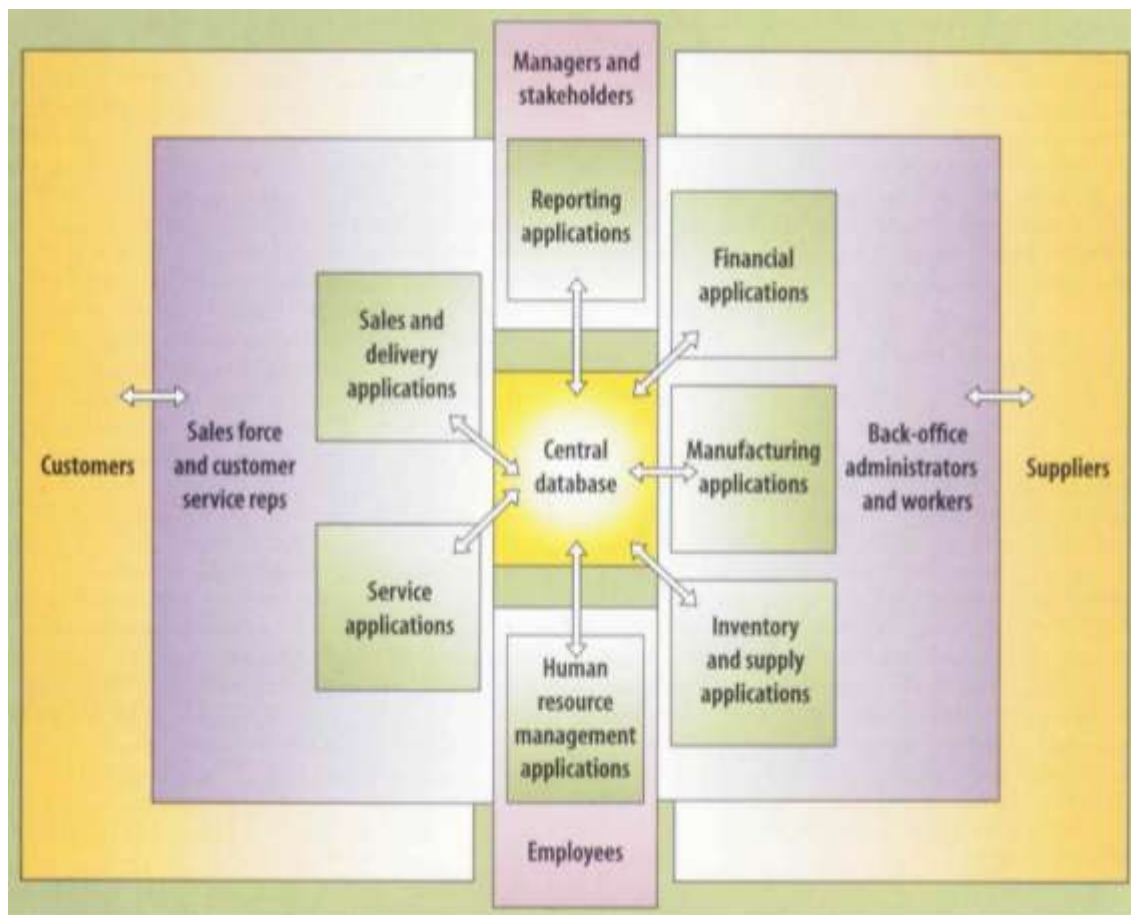 Managers and
stakeholders
Reporting
applications
Financial
applications
Sales and
delivery
applications
Customers
Sales force
and customer
service reps
Central
database
Manufacturing
applications
Back-office
administrators
and workers
Suppliers
Service
applications
Inventory
and supply
applications
Human
resource
management
applications
Employees